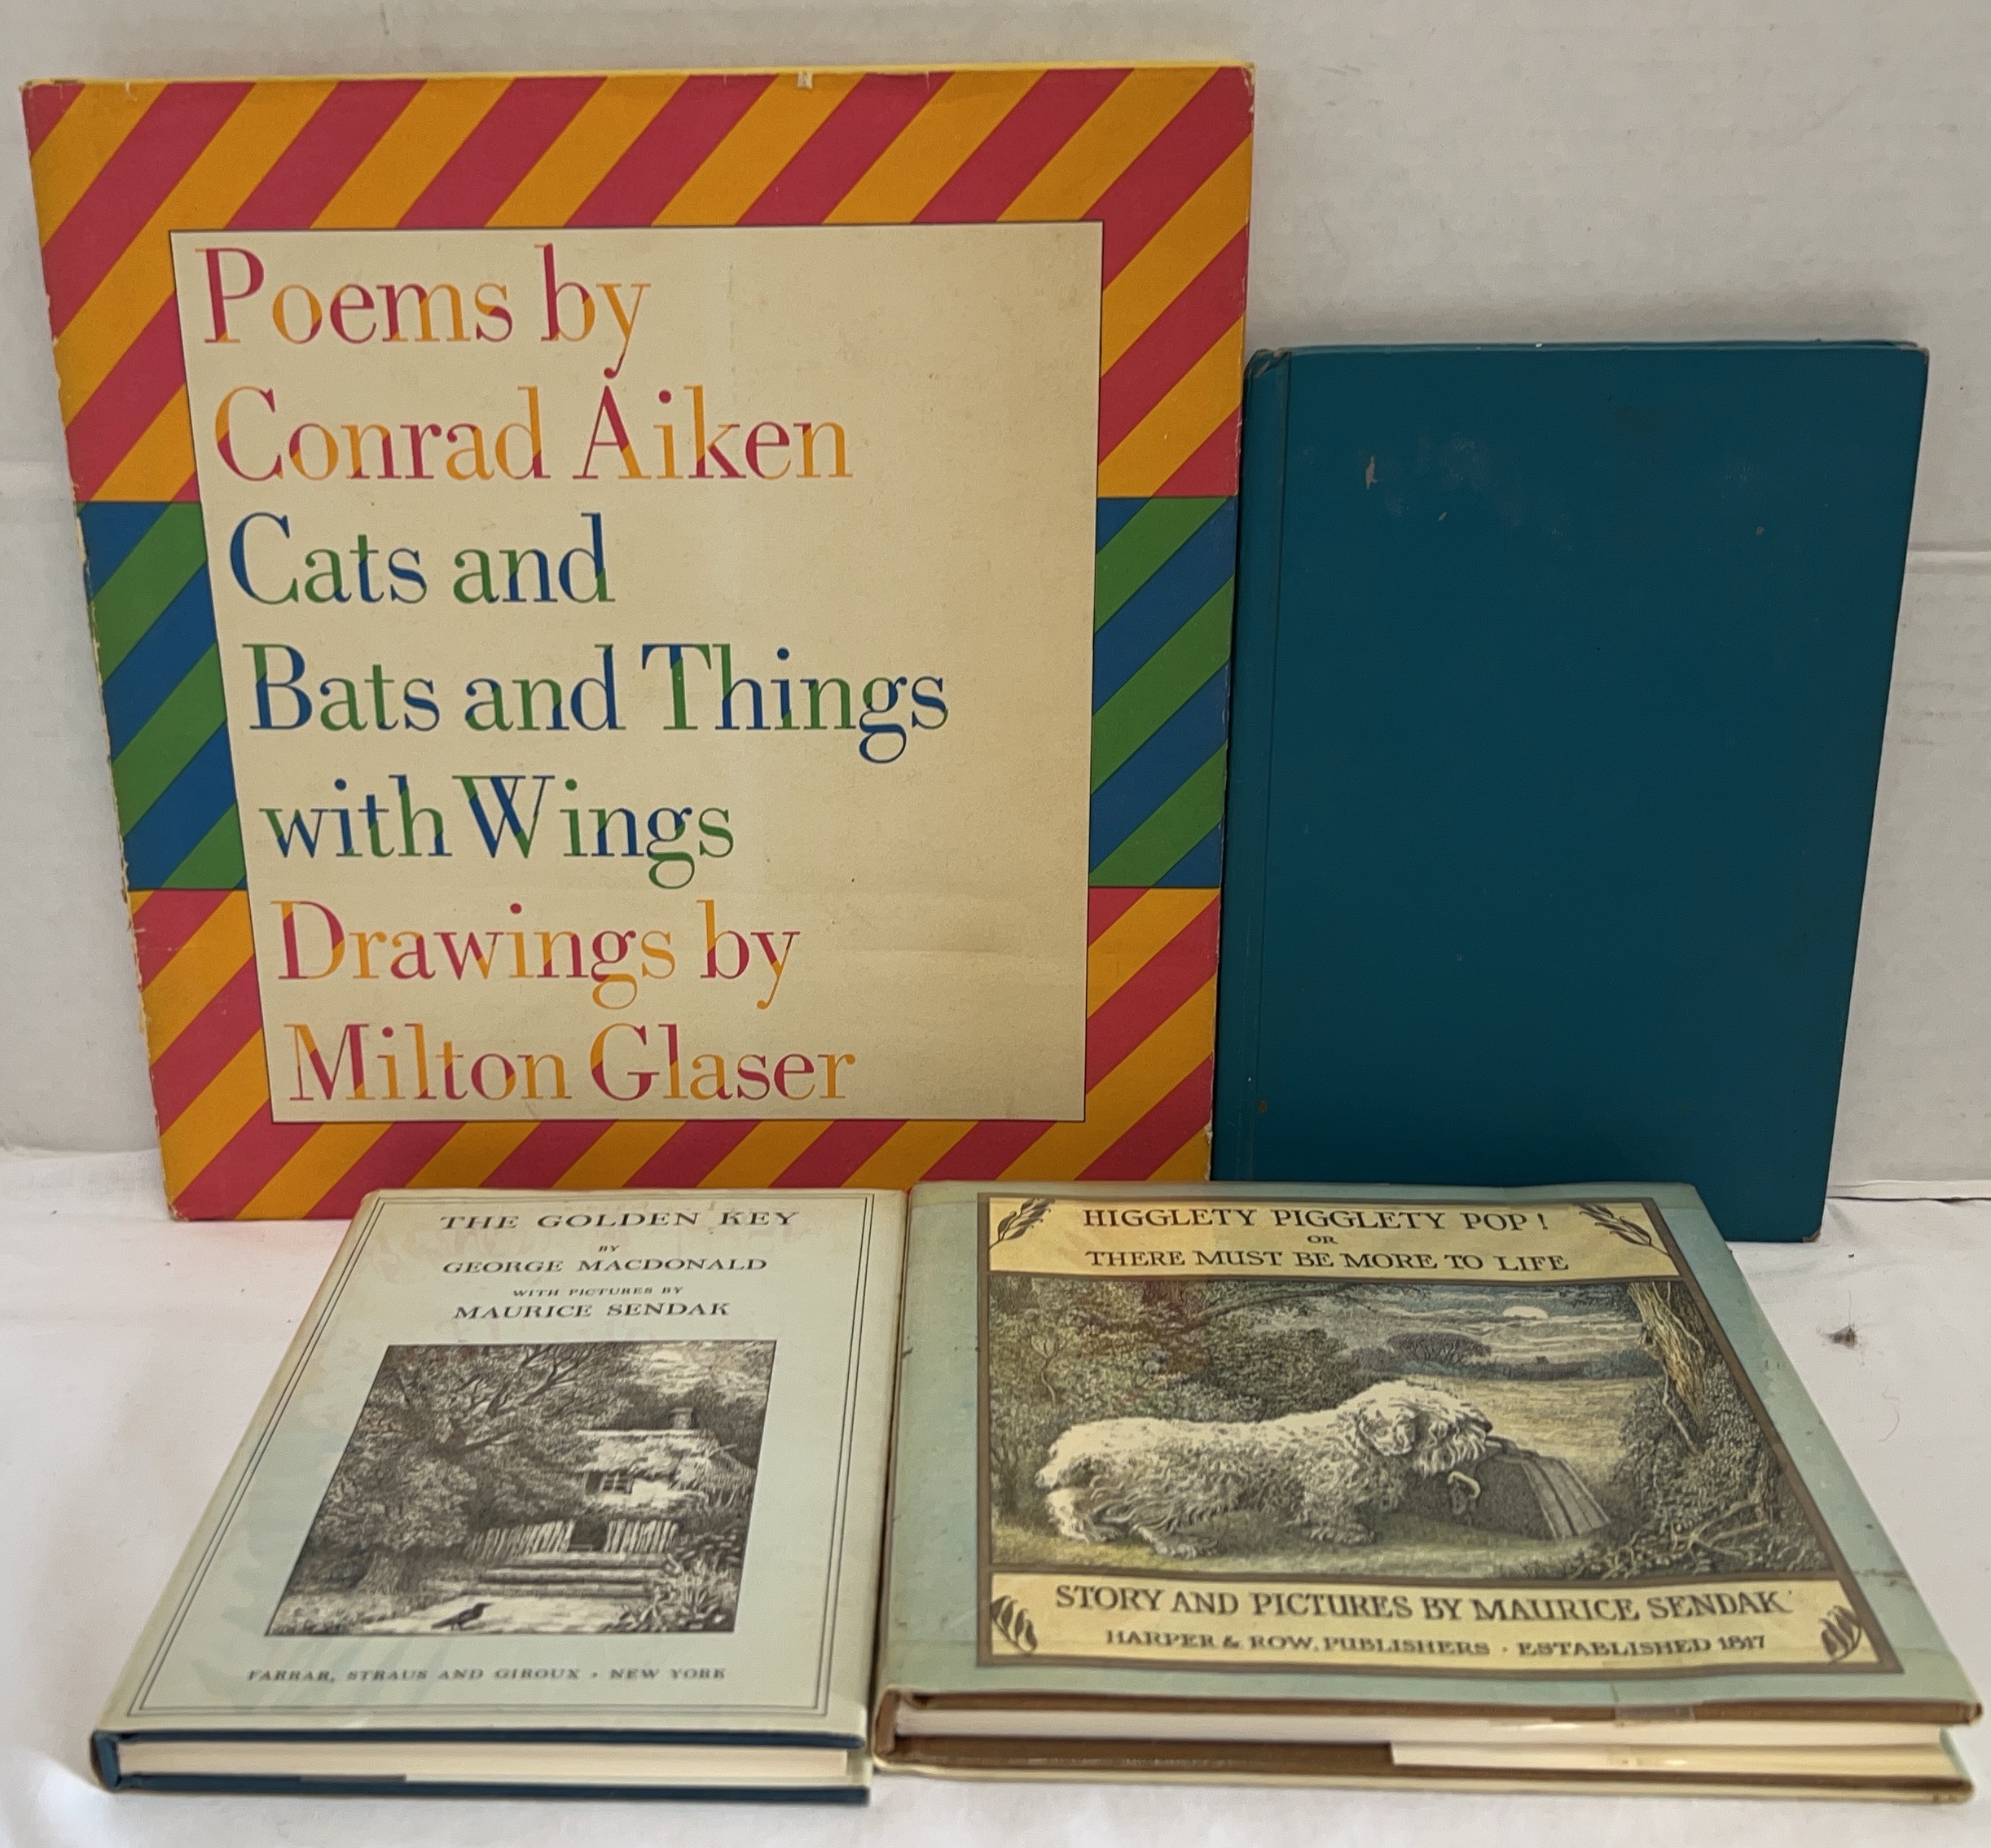 Poems by
Conrad Aiken
Cats and
Bats and Things
with Wings
Drawings by
Milton Glaser
THE GOLDEN KEY
BY
GEORGE MACDONALD
WITH PICTURES BY
MAURICE SENDAK
FARRAR, STRAUS AND GIROUX · NEW YORK
HIGGLETY PIGGLETY POP!
OR
THERE MUST BE MORE TO LIFE
STORY AND PICTURES BY MAURICE SENDAK
HARPER & ROW, PUBLISHERS · ESTABLISHED 1817